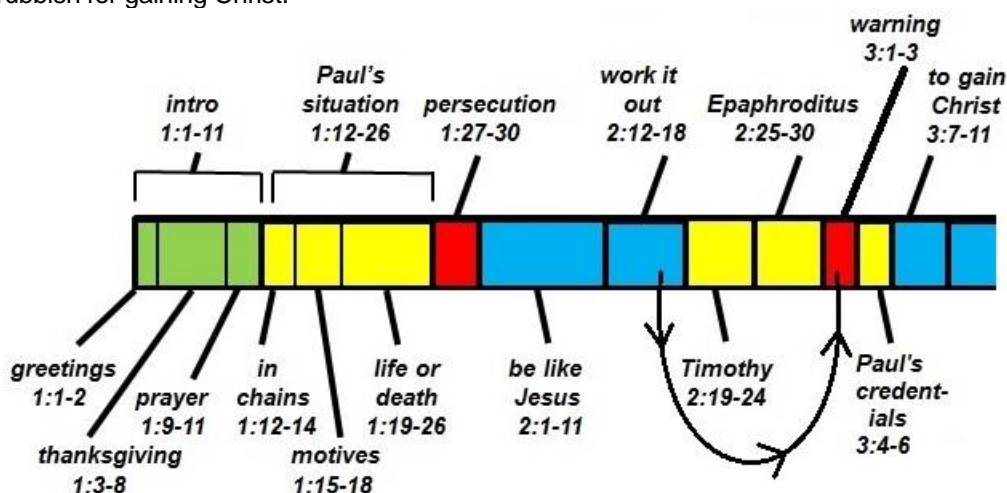 rubbish for gaining Christ.
warning
3:1-3
Paul's
situation
1:12-26
work it
out
2:12-18
to gain
Christ
3:7-11
intro
1:1-11
persecution
1:27-30
Epaphroditus
2:25-30
greetings
1:1-2
prayer
1:9-11
in
chains
1:12-14
life or
death
1:19-26
be like
Jesus
2:1-11
Timothy
2:19-24
Paul's
credent-
ials
3:4-6
thanksgiving
1:3-8
motives
1:15-18